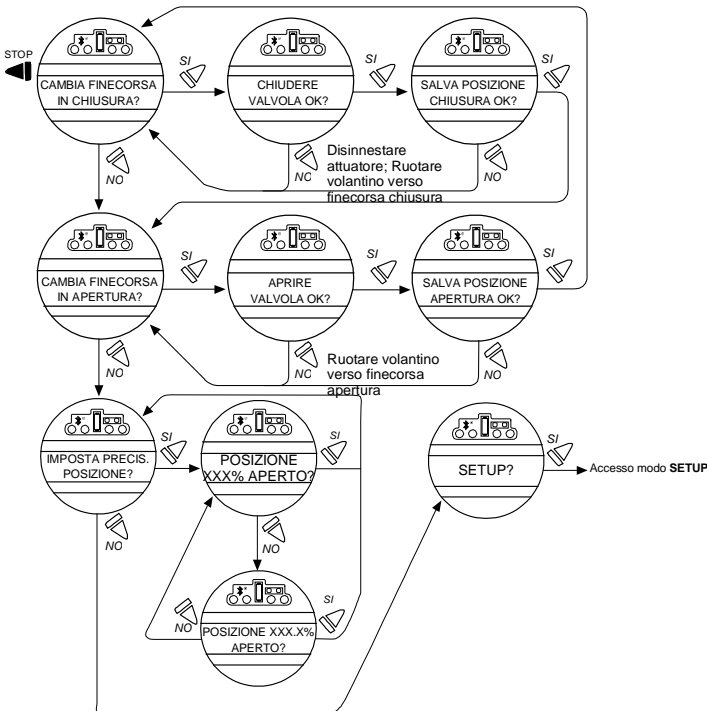 STOP
CAMBIA FINECORSA
IN CHIUSURA?
SI
CHIUDERE
VALVOLA OK?
SI
SALVA POSIZIONE
CHIUSURA OK?
SI
NO
NO
Disinnestare
attuatore; Ruotare
volantino verso
finecorsa chiusura
NO
CAMBIA FINECORSA
IN APERTURA?
SI
APRIRE
VALVOLA OK?
SI
SALVA POSIZIONE
APERTURA OK?
SI
NO
NO
Ruotare volantino
verso finecorsa
apertura
NO
IMPOSTA PRECIS.
POSIZIONE?
SI
POSIZIONE
XXX% APERTO?
SI
SETUP?
SI
Accesso modo SETUP
NO
NO
POSIZIONE XXX.X%
APERTO?
NO
SI